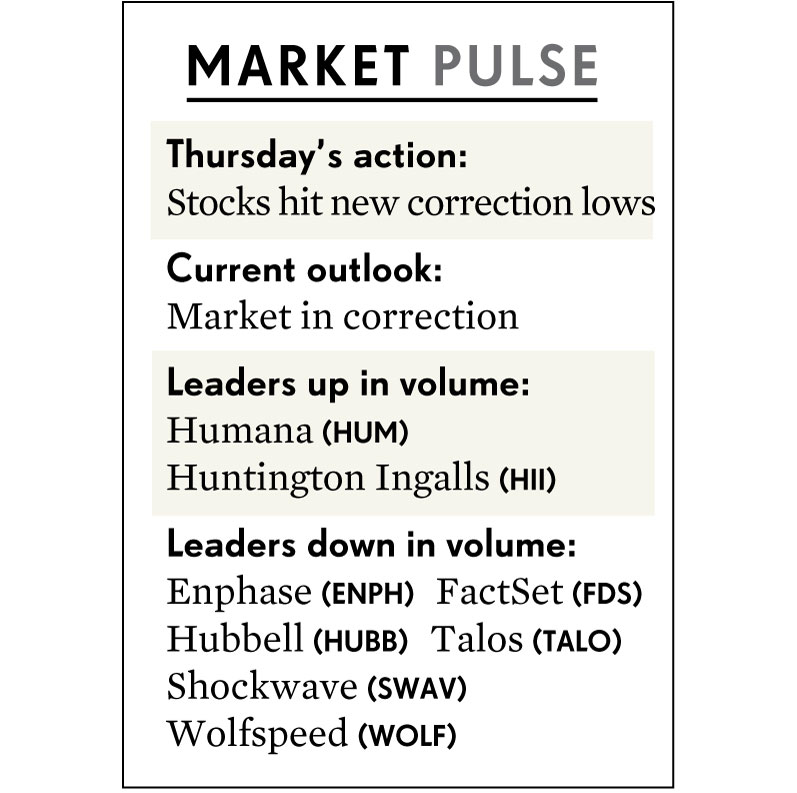 MARKET PULSE
Thursday’s action:
Stocks hit new correction lows
Current outlook:
Market in correction
Leaders up in volume:
Humana (HUM)
Huntington Ingalls (HII)
Leaders down in volume:
Enphase (ENPH) FactSet (FDS)
Hubbell (HUBB) Talos (TALO)
Shockwave (SWAV)
Wolfspeed (WOLF)